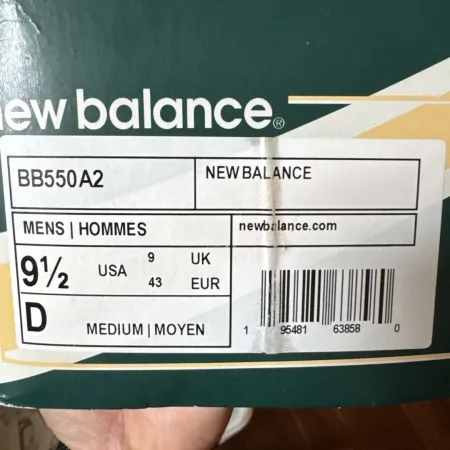 new balance®
BB550A2
NEW BALANCE
MENS | HOMMES
newbalance.com
9½ USA 9 UK
43 EUR
D MEDIUM | MOYEN
1 95481 63858 0